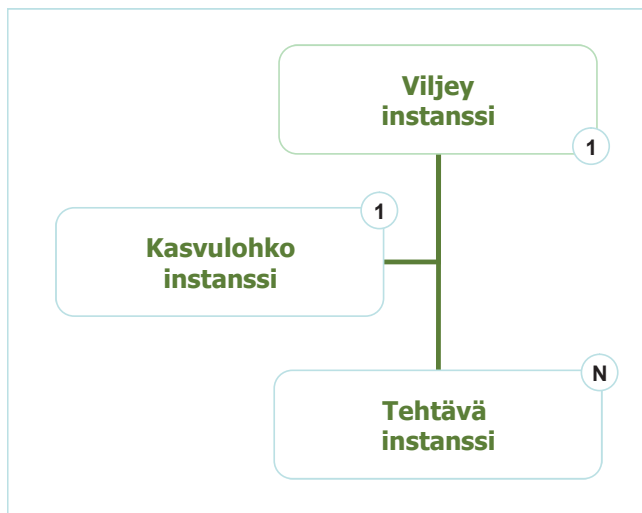 Viljey
instanssi
1
1
Kasvulohko
instanssi
N
Tehtävä
instanssi